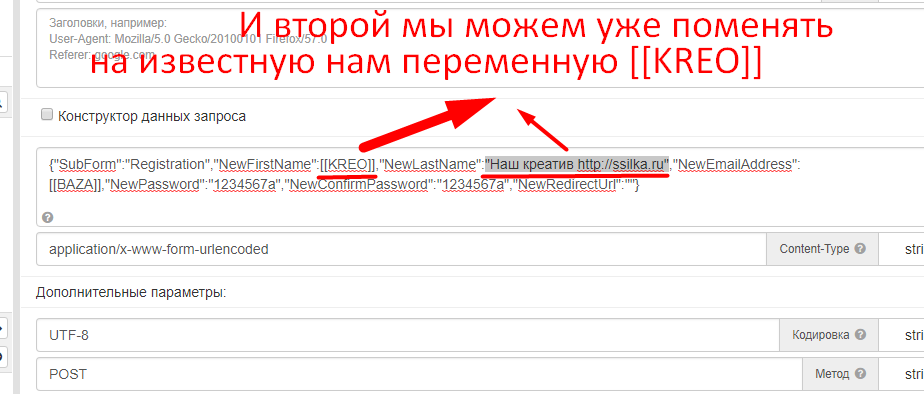 Заголовки, например:
User-Agent: Mozilla/5.0 Gecko/20100101 Firefox/57.0
Referer: google.com
И второй мы можем уже поменять
на известную нам переменную [[KREO]]
Конструктор данных запроса
{"SubForm":"Registration","NewFirstName":[[KREO]],"NewLastName":"Наш креатив http://ssilka.ru","NewEmailAddress":
[[BAZA]],"NewPassword":"1234567a","NewConfirmPassword":"1234567a","NewRedirectUrl":""}
application/x-www-form-urlencoded Content-Type stri
Дополнительные параметры:
UTF-8 Кодировка stri
POST Метод stri